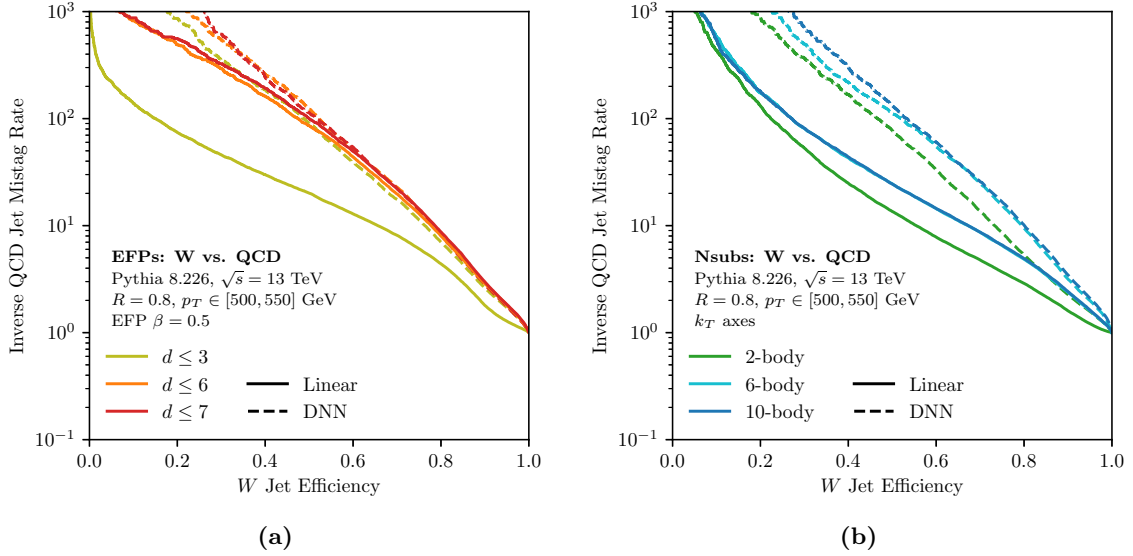 10³
10²
10¹
10⁰
10⁻¹
Inverse QCD Jet Mistag Rate
EFPs: W vs. QCD
Pythia 8.226, √s = 13 TeV
R = 0.8, p_T ∈ [500, 550] GeV
EFP β = 0.5
d ≤ 3
d ≤ 6
d ≤ 7
Linear
DNN
0.0 0.2 0.4 0.6 0.8 1.0
W Jet Efficiency
(a)
10³
10²
10¹
10⁰
10⁻¹
Inverse QCD Jet Mistag Rate
Nsubs: W vs. QCD
Pythia 8.226, √s = 13 TeV
R = 0.8, p_T ∈ [500, 550] GeV
k_T axes
2-body
6-body
10-body
Linear
DNN
0.0 0.2 0.4 0.6 0.8 1.0
W Jet Efficiency
(b)